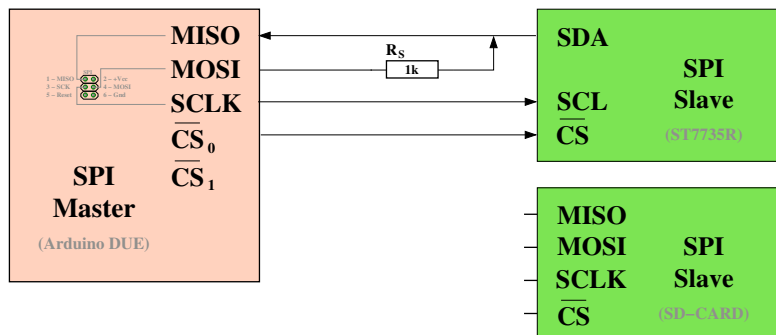 MISO
MOSI
SCLK
CS0
CS1
SPI
1 – MISO
2 – +Vcc
3 – SCK
4 – MOSI
5 – Reset
6 – Gnd
SPI
Master
(Arduino DUE)
RS
1k
SDA
SCL
CS
SPI
Slave
(ST7735R)
MISO
MOSI
SCLK
CS
SPI
Slave
(SD–CARD)